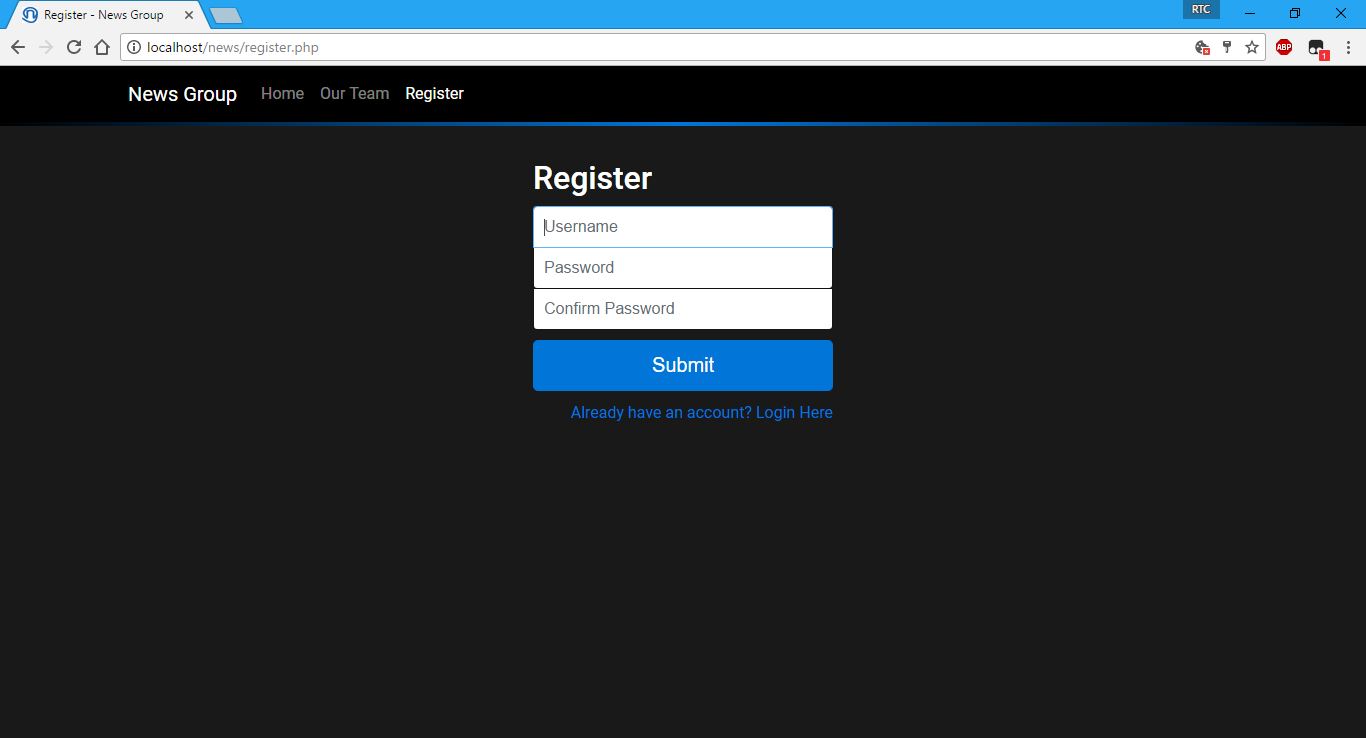 Register - News Group
RTC
localhost/news/register.php
ABP
1
News Group Home Our Team Register
Register
Username
Password
Confirm Password
Submit
Already have an account? Login Here